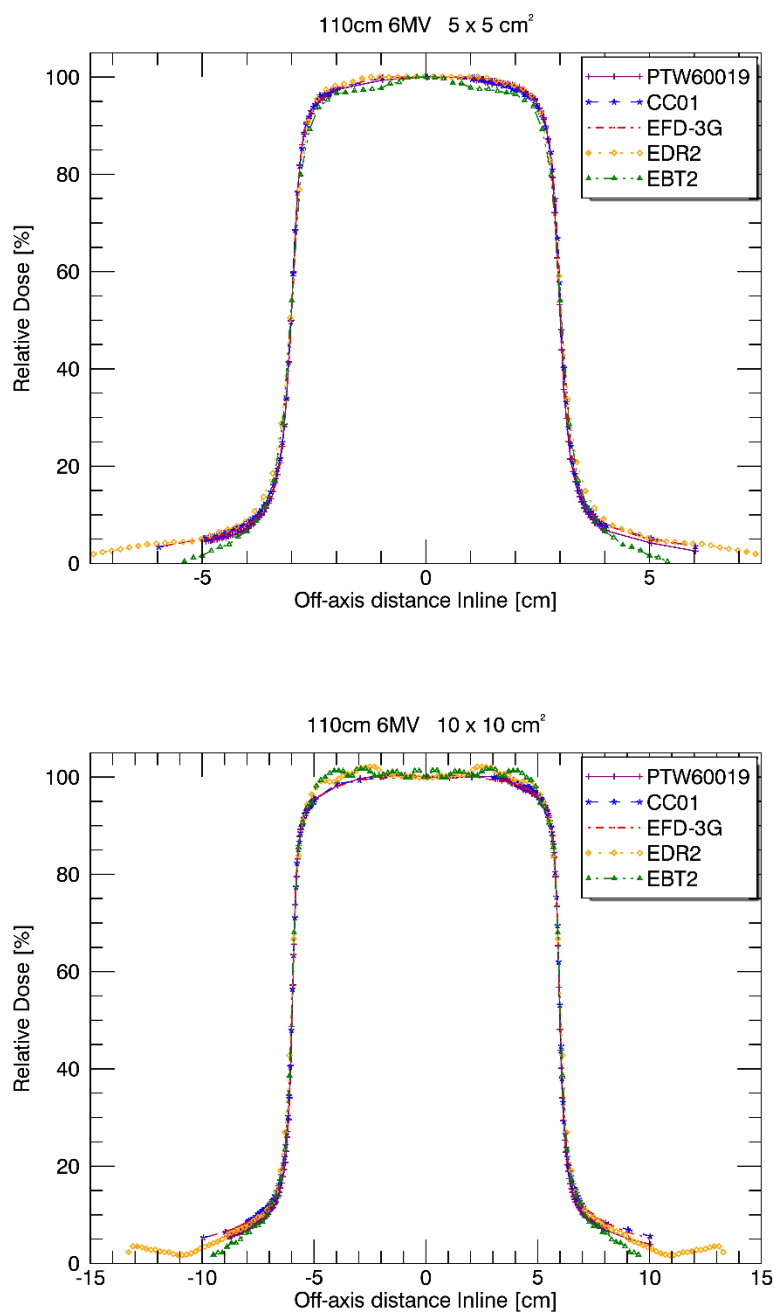 110cm 6MV 5 x 5 cm²
100
80
60
40
20
0
Relative Dose [%]
PTW60019
CC01
EFD-3G
EDR2
EBT2
-5 0 5
Off-axis distance Inline [cm]
110cm 6MV 10 x 10 cm²
100
80
60
40
20
0
Relative Dose [%]
PTW60019
CC01
EFD-3G
EDR2
EBT2
-15 -10 -5 0 5 10 15
Off-axis distance Inline [cm]